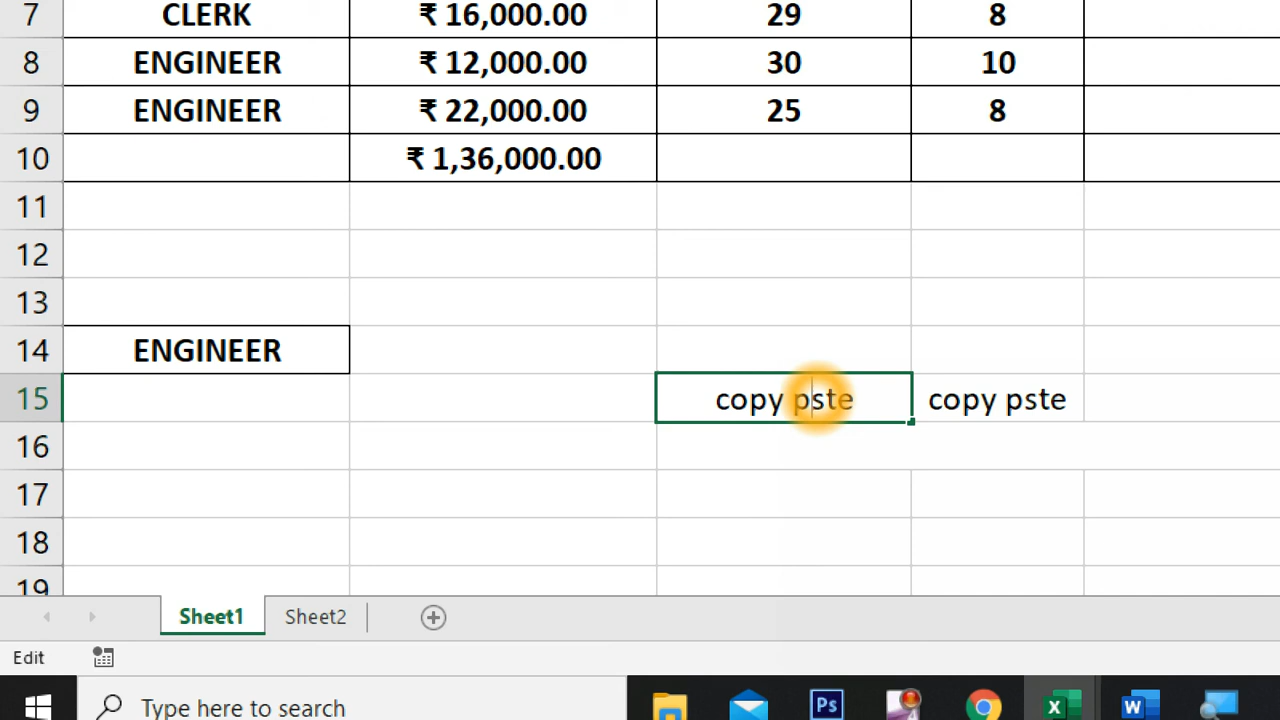 7 CLERK ₹ 16,000.00 29 8
8 ENGINEER ₹ 12,000.00 30 10
9 ENGINEER ₹ 22,000.00 25 8
10 ₹ 1,36,000.00
11
12
13
14 ENGINEER
15 copy pste copy pste
16
17
18
19
Sheet1 Sheet2
Edit
Type here to search Ps X W